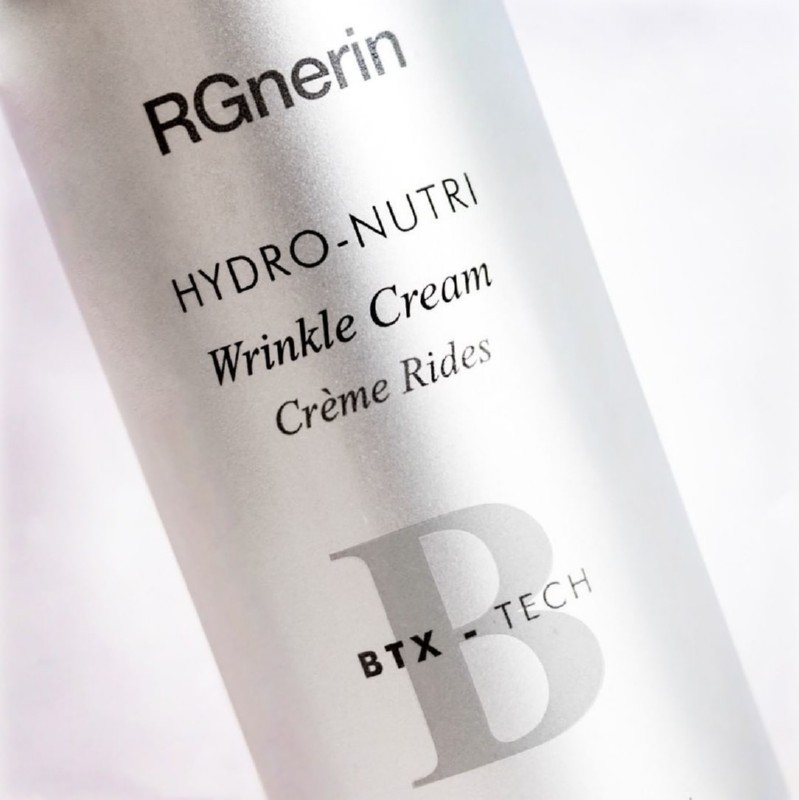 RGnerin
HYDRO-NUTRI
Wrinkle Cream
Crème Rides
B
BTX - TECH